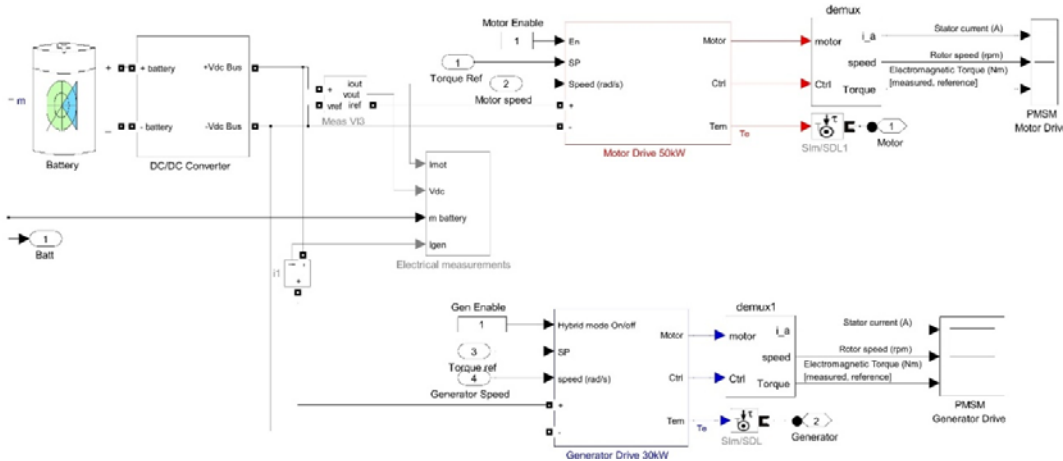 Motor Enable
1
En
Motor
1
Torque Ref
SP
2
Motor speed
Speed (rad/s)
Ctrl
+
-
Tem
Te
Motor Drive 50kW
demux
motor
i_a
speed
Ctrl
Torque
Stator current (A)
Rotor speed (rpm)
Electromagnetic Torque (Nm)
[measured, reference]
PMSM
Motor Drive
Sim/SDL1
1
Motor
m
+
_
Battery
+ battery
+Vdc Bus
- battery
-Vdc Bus
DC/DC Converter
iout
+
vout
vref
iref
Meas VI3
Imot
Vdc
m battery
Igen
Electrical measurements
1
Batt
i1
+
Gen Enable
1
Hybrid mode On/off
Motor
3
Torque ref
SP
4
Generator Speed
speed (rad/s)
Ctrl
+
-
Tem
Te
Generator Drive 30kW
demux1
motor
i_a
speed
Ctrl
Torque
Stator current (A)
Rotor speed (rpm)
Electromagnetic Torque (Nm)
[measured, reference]
PMSM
Generator Drive
Sim/SDL
2
Generator